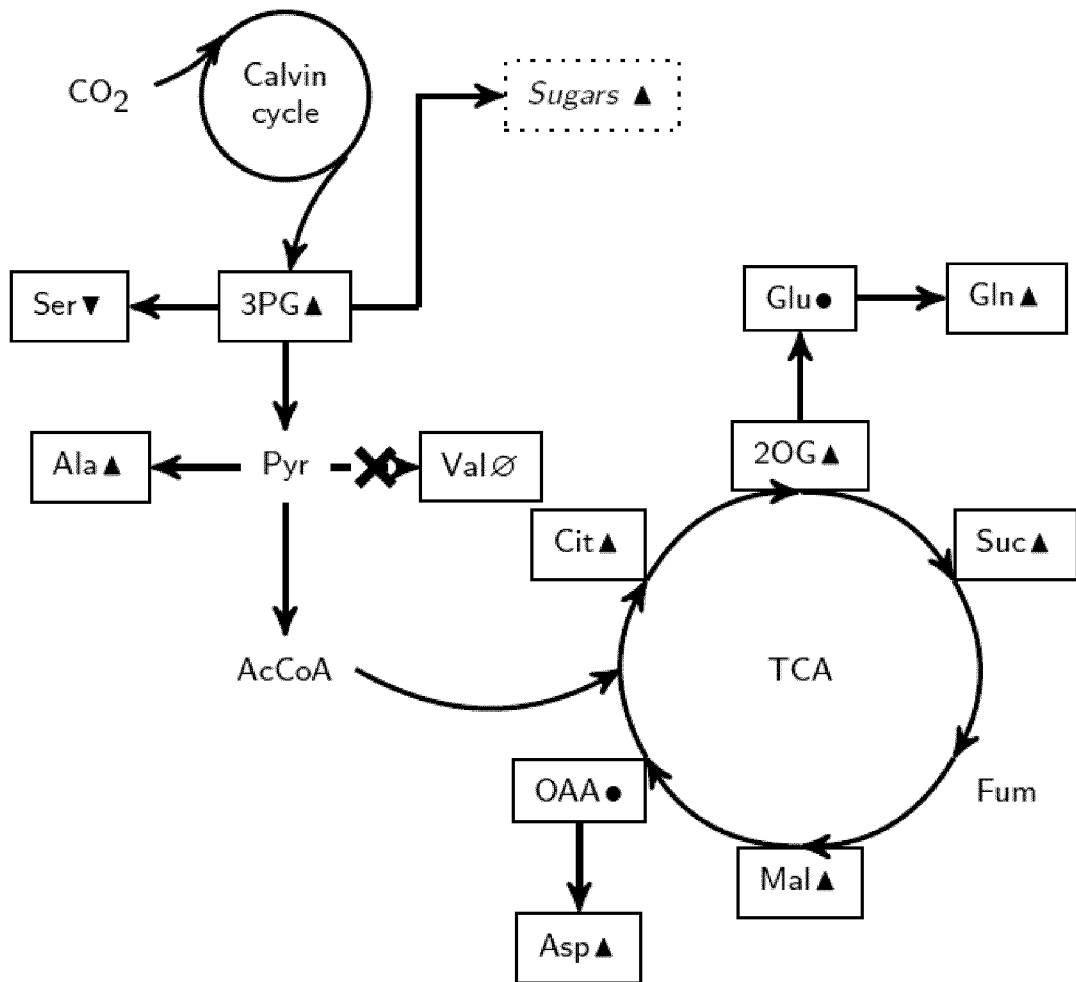 CO2
Calvin
cycle
Sugars ▲
Ser ▼
3PG ▲
Glu ●
Gln ▲
Ala ▲
Pyr
Val ∅
2OG ▲
Cit ▲
Suc ▲
AcCoA
TCA
OAA ●
Fum
Mal ▲
Asp ▲